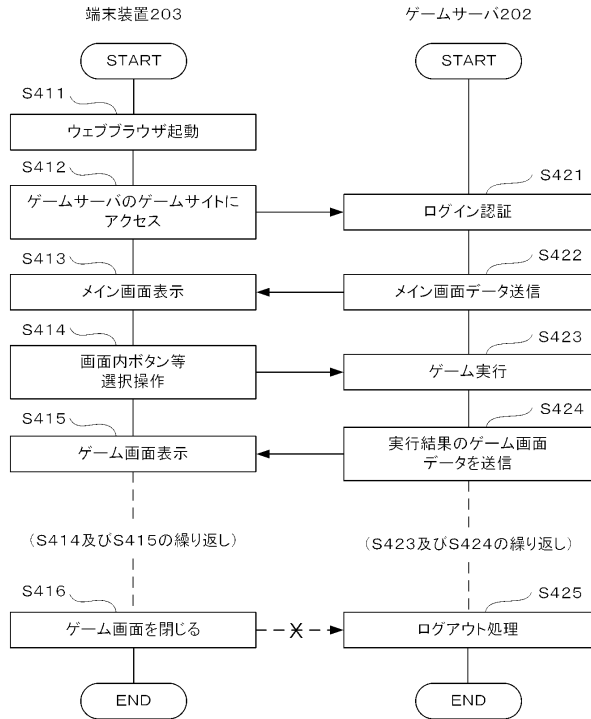 端末装置203
ゲームサーバ202
START
START
S411
ウェブブラウザ起動
S412
S421
ゲームサーバのゲームサイトに
アクセス
ログイン認証
S413
S422
メイン画面表示
メイン画面データ送信
S414
S423
画面内ボタン等
選択操作
ゲーム実行
S415
S424
ゲーム画面表示
実行結果のゲーム画面
データを送信
(S414及びS415の繰り返し)
(S423及びS424の繰り返し)
S416
S425
ゲーム画面を閉じる
ログアウト処理
END
END